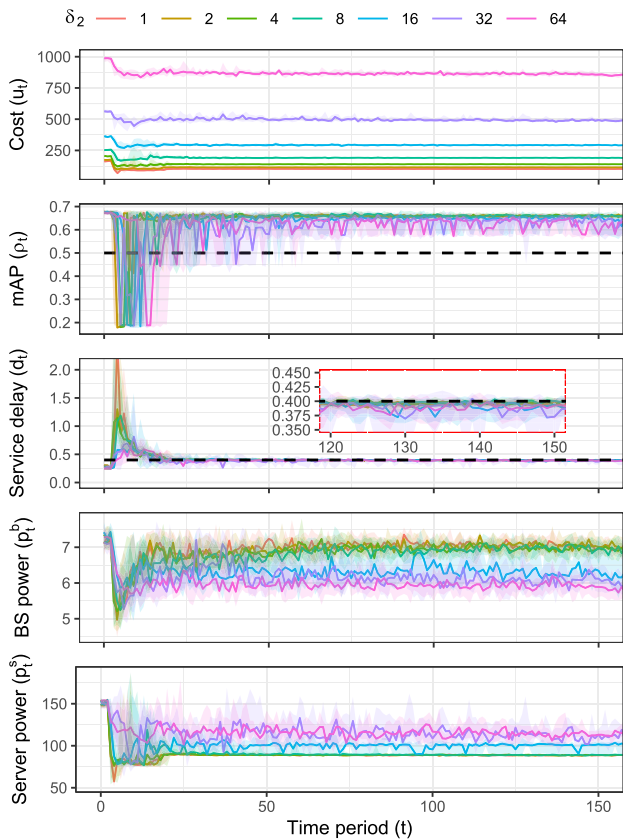 δ2 1 2 4 8 16 32 64
Cost (ut)
1000
750
500
250
mAP (ρt)
0.7
0.6
0.5
0.4
0.3
0.2
Service delay (dt)
2.0
1.5
1.0
0.5
0.0
0.450
0.425
0.400
0.375
0.350
120 130 140 150
BS power (pbt)
7
6
5
Server power (pst)
150
100
50
0 50 100 150
Time period (t)